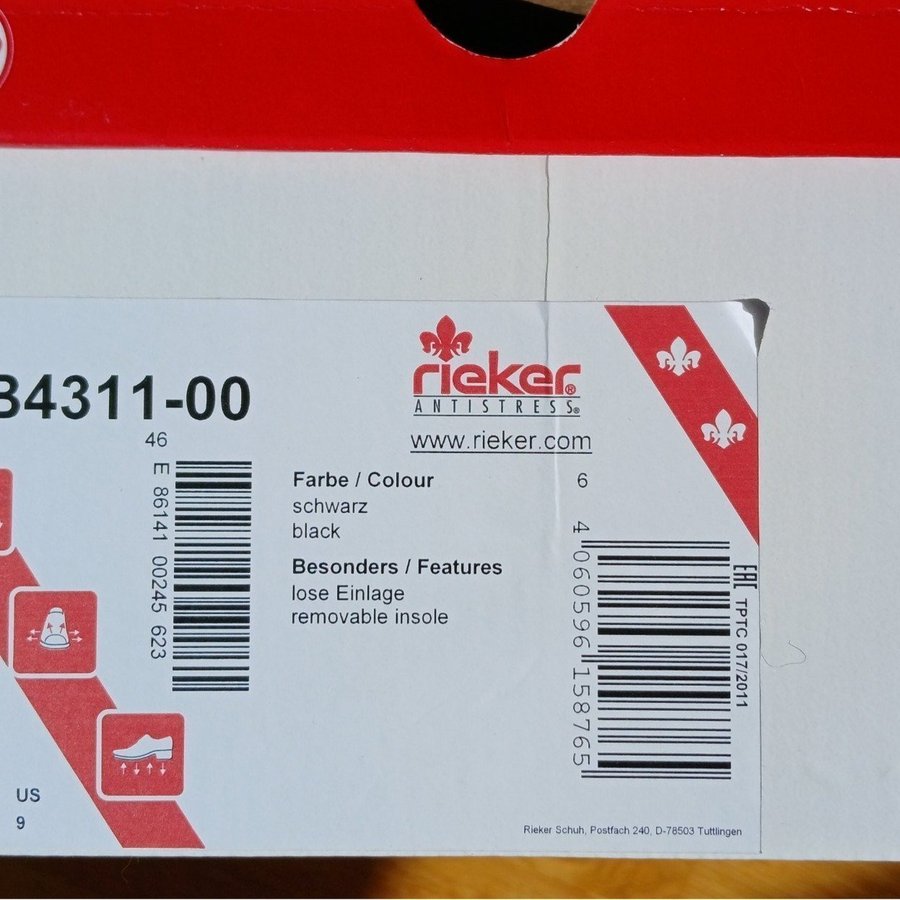 B4311-00
46
E 86141 00245 623
rieker®
ANTISTRESS®
www.rieker.com
Farbe / Colour
schwarz
black
Besonders / Features
lose Einlage
removable insole
6
4 060596 158765
EAC TPTC 017/2011
US
9
Rieker Schuh, Postfach 240, D-78503 Tuttlingen